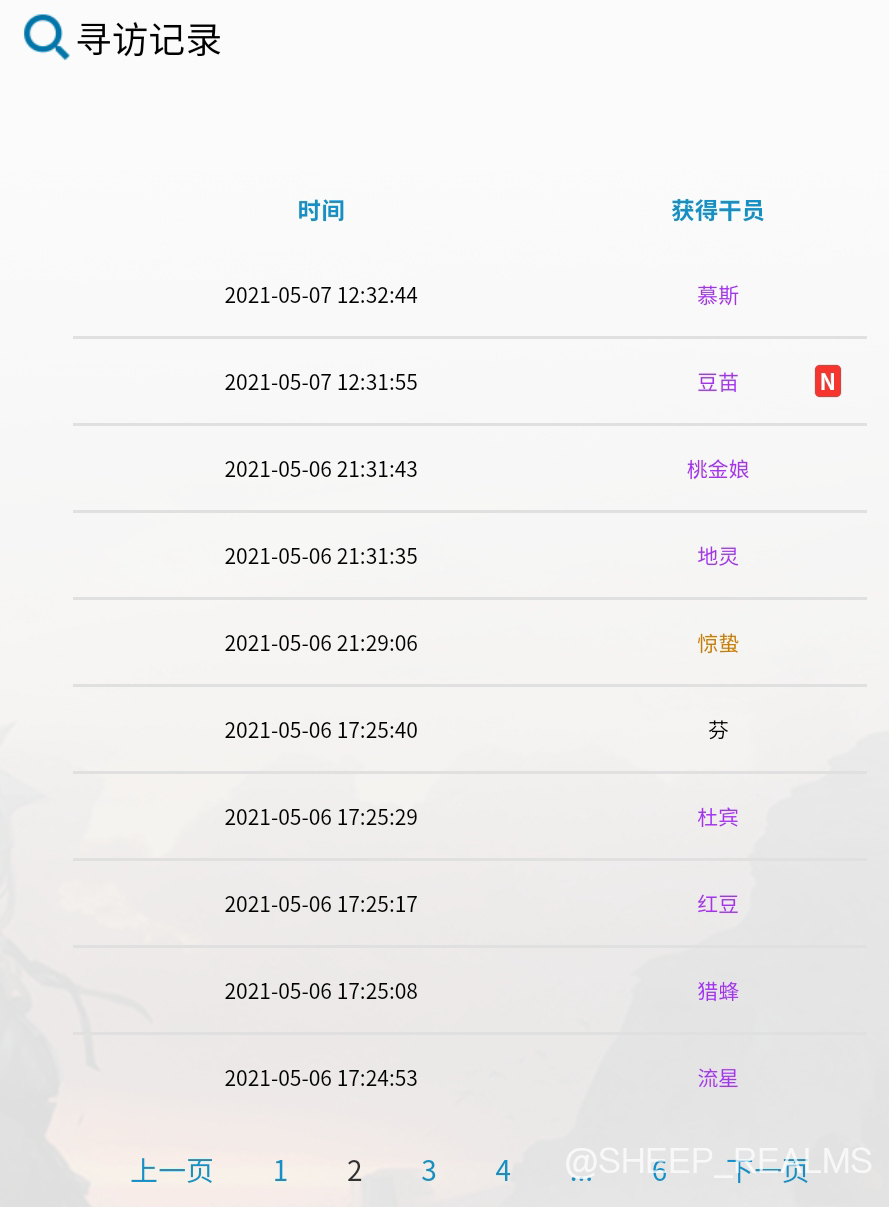 寻访记录
时间 获得干员
2021-05-07 12:32:44 慕斯
2021-05-07 12:31:55 豆苗 N
2021-05-06 21:31:43 桃金娘
2021-05-06 21:31:35 地灵
2021-05-06 21:29:06 惊蛰
2021-05-06 17:25:40 芬
2021-05-06 17:25:29 杜宾
2021-05-06 17:25:17 红豆
2021-05-06 17:25:08 猎蜂
2021-05-06 17:24:53 流星
上一页 1 2 3 4 ... 6 下一页
@SHEEP_REALMS